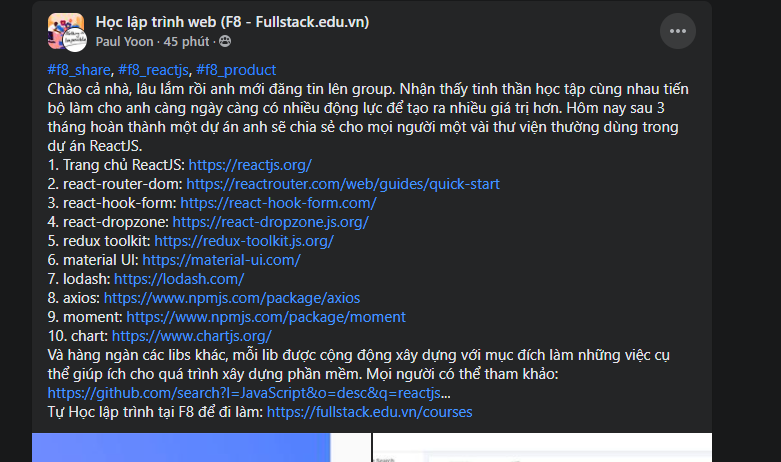 Học lập trình web (F8 - Fullstack.edu.vn)
Paul Yoon · 45 phút ·
#f8_share, #f8_reactjs, #f8_product
Chào cả nhà, lâu lắm rồi anh mới đăng tin lên group. Nhận thấy tinh thần học tập cùng nhau tiến
bộ làm cho anh càng ngày càng có nhiều động lực để tạo ra nhiều giá trị hơn. Hôm nay sau 3
tháng hoàn thành một dự án anh sẽ chia sẻ cho mọi người một vài thư viện thường dùng trong
dự án ReactJS.
1. Trang chủ ReactJS: https://reactjs.org/
2. react-router-dom: https://reactrouter.com/web/guides/quick-start
3. react-hook-form: https://react-hook-form.com/
4. react-dropzone: https://react-dropzone.js.org/
5. redux toolkit: https://redux-toolkit.js.org/
6. material UI: https://material-ui.com/
7. lodash: https://lodash.com/
8. axios: https://www.npmjs.com/package/axios
9. moment: https://www.npmjs.com/package/moment
10. chart: https://www.chartjs.org/
Và hàng ngàn các libs khác, mỗi lib được cộng động xây dựng với mục đích làm những việc cụ
thể giúp ích cho quá trình xây dựng phần mềm. Mọi người có thể tham khảo:
https://github.com/search?l=JavaScript&o=desc&q=reactjs...
Tự Học lập trình tại F8 để đi làm: https://fullstack.edu.vn/courses